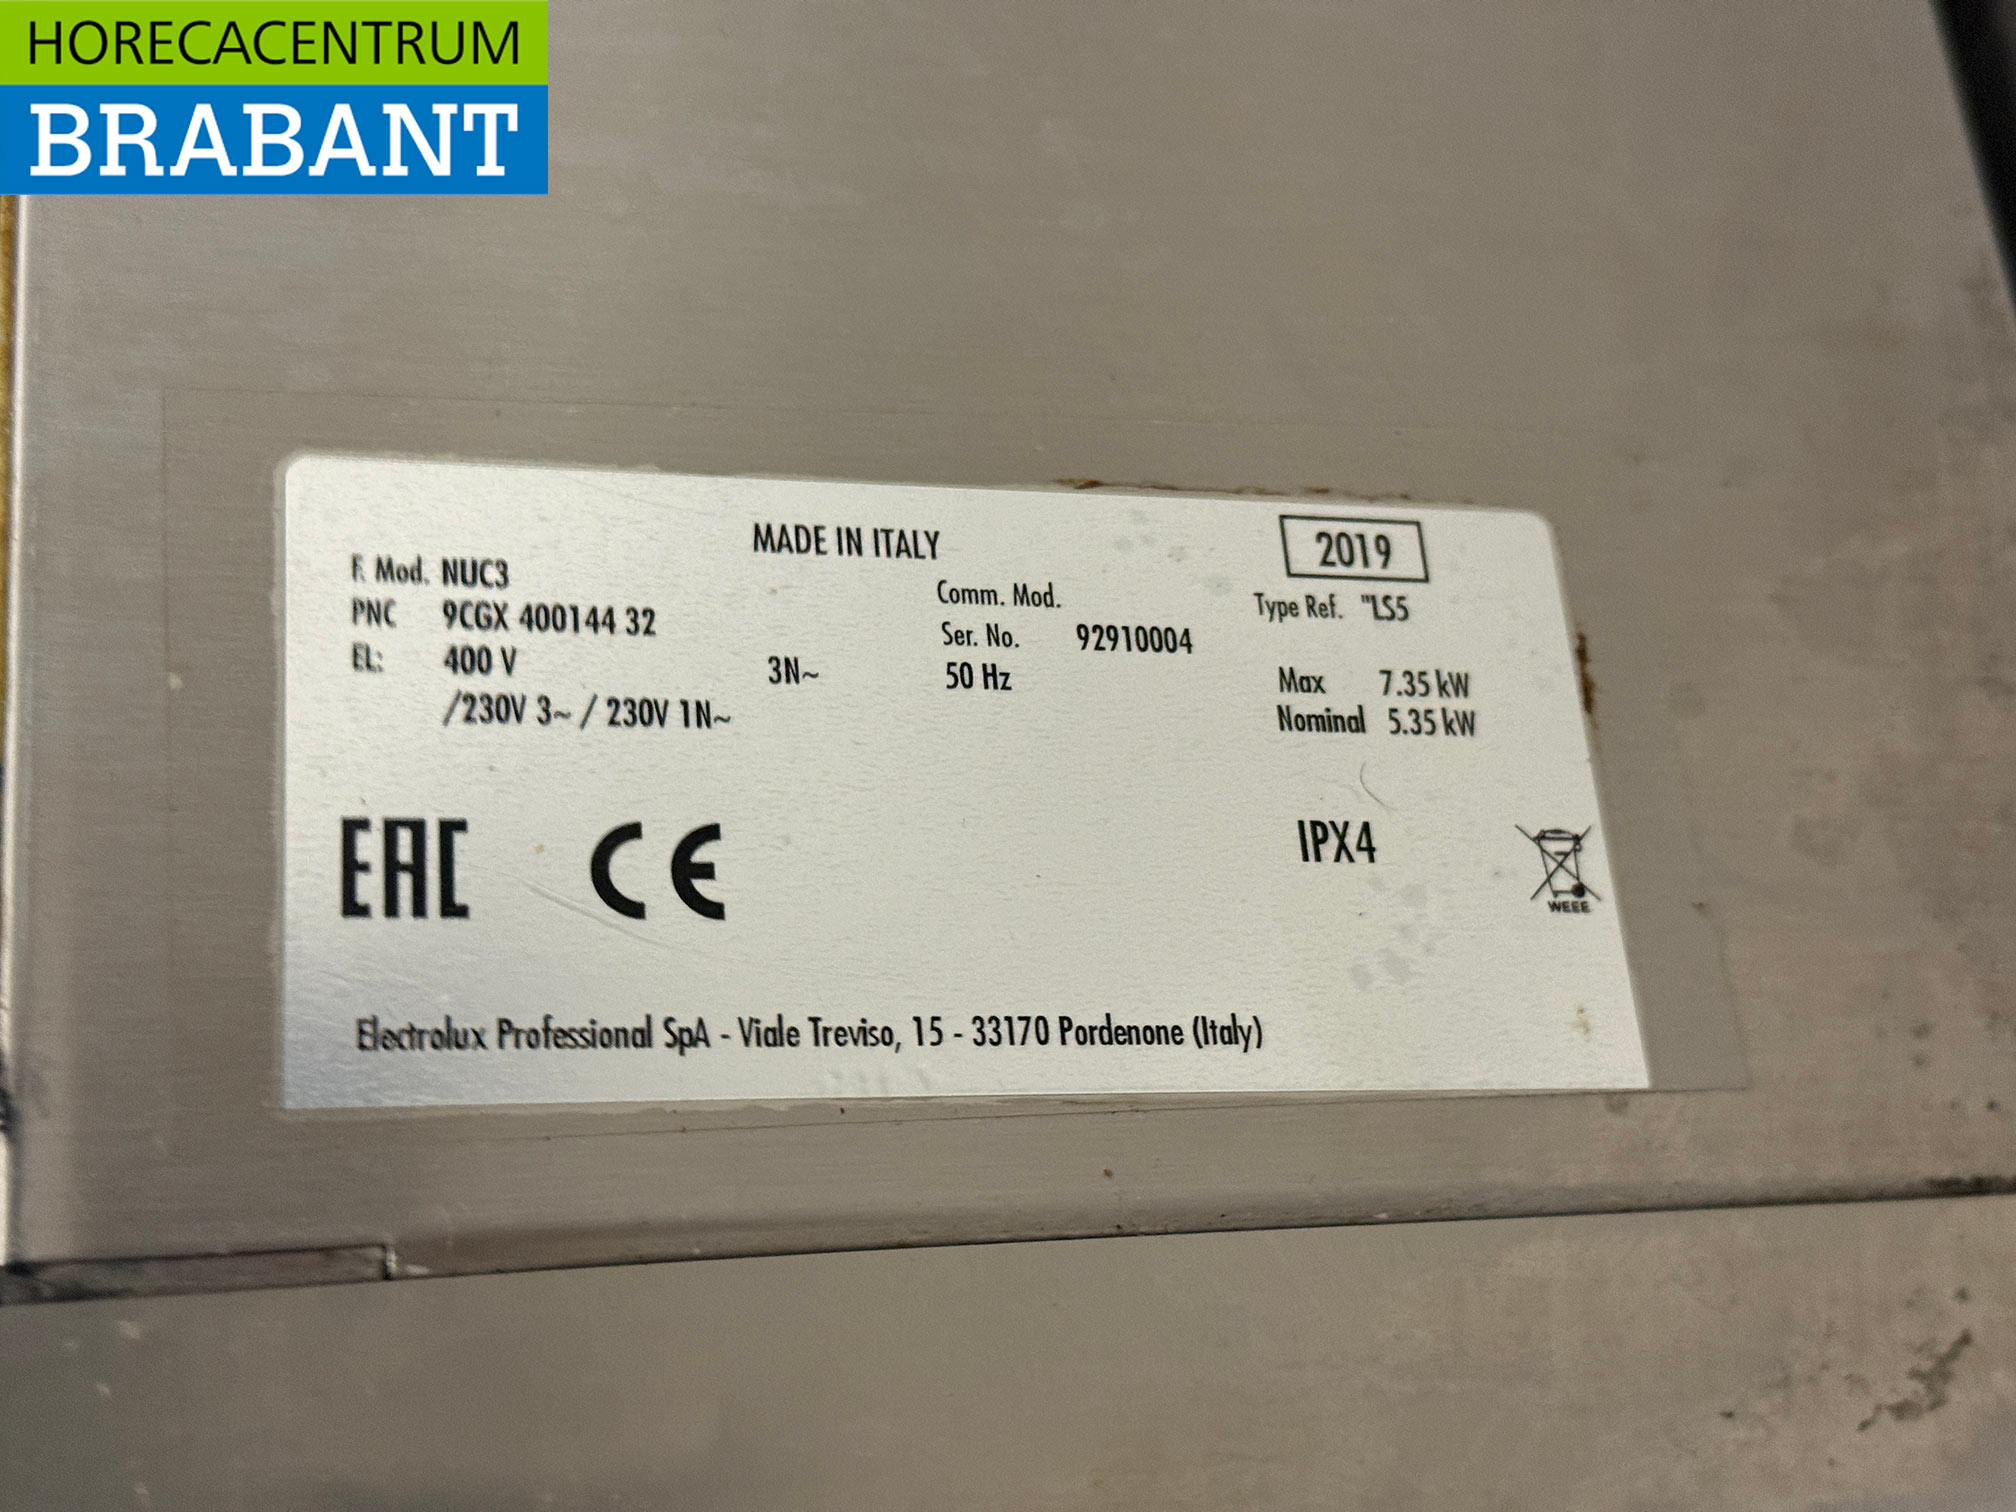 HORECACENTRUM
BRABANT
MADE IN ITALY
2019
F. Mod. NUC3
Comm. Mod.
Type Ref. "LS5
PNC 9CGX 400144 32
Ser. No. 92910004
EL: 400 V 3N~ 50 Hz Max 7.35 kW
/230V 3~ / 230V 1N~ Nominal 5.35 kW
EAC CE IPX4
WEEE
Electrolux Professional SpA - Viale Treviso, 15 - 33170 Pordenone (Italy)